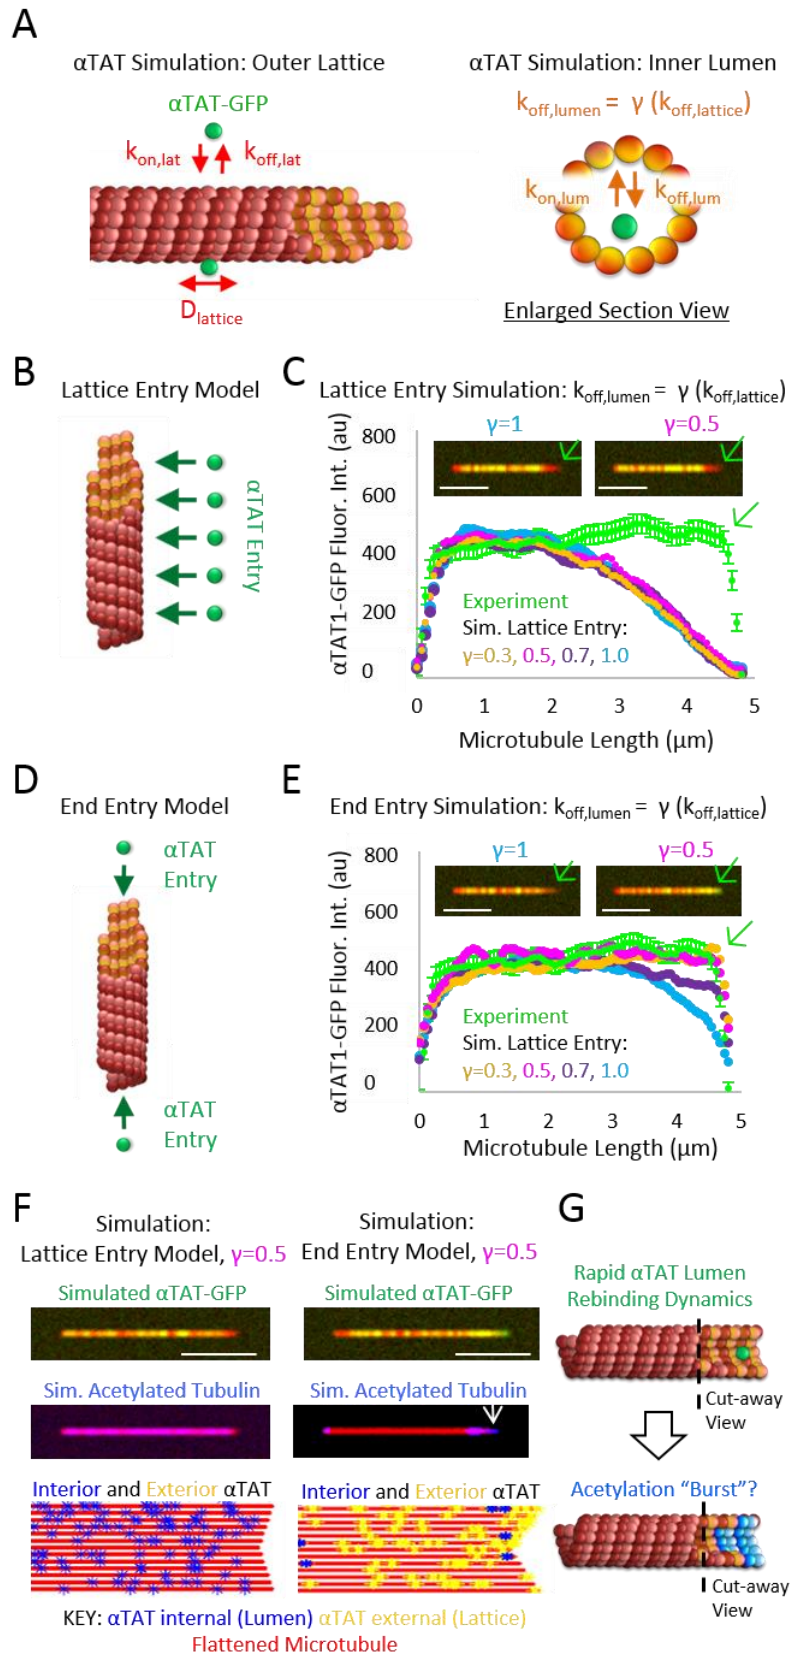 A
αTAT Simulation: Outer Lattice
αTAT-GFP
kon,lat
koff,lat
Dlattice
αTAT Simulation: Inner Lumen
koff,lumen = γ (koff,lattice)
kon,lum
koff,lum
Enlarged Section View
B
Lattice Entry Model
αTAT Entry
C
Lattice Entry Simulation: koff,lumen = γ (koff,lattice)
γ=1
γ=0.5
αTAT1-GFP Fluor. Int. (au)
800
600
400
200
0
Experiment
Sim. Lattice Entry:
γ=0.3, 0.5, 0.7, 1.0
0 1 2 3 4 5
Microtubule Length (μm)
D
End Entry Model
αTAT
Entry
αTAT
Entry
E
End Entry Simulation: koff,lumen = γ (koff,lattice)
γ=1
γ=0.5
αTAT1-GFP Fluor. Int. (au)
800
600
400
200
0
Experiment
Sim. Lattice Entry:
γ=0.3, 0.5, 0.7, 1.0
0 1 2 3 4 5
Microtubule Length (μm)
F
Simulation:
Lattice Entry Model, γ=0.5
Simulated αTAT-GFP
Sim. Acetylated Tubulin
Interior and Exterior αTAT
Simulation:
End Entry Model, γ=0.5
Simulated αTAT-GFP
Sim. Acetylated Tubulin
Interior and Exterior αTAT
KEY: αTAT internal (Lumen) αTAT external (Lattice)
Flattened Microtubule
G
Rapid αTAT Lumen
Rebinding Dynamics
Cut-away
View
Acetylation “Burst”?
Cut-away
View